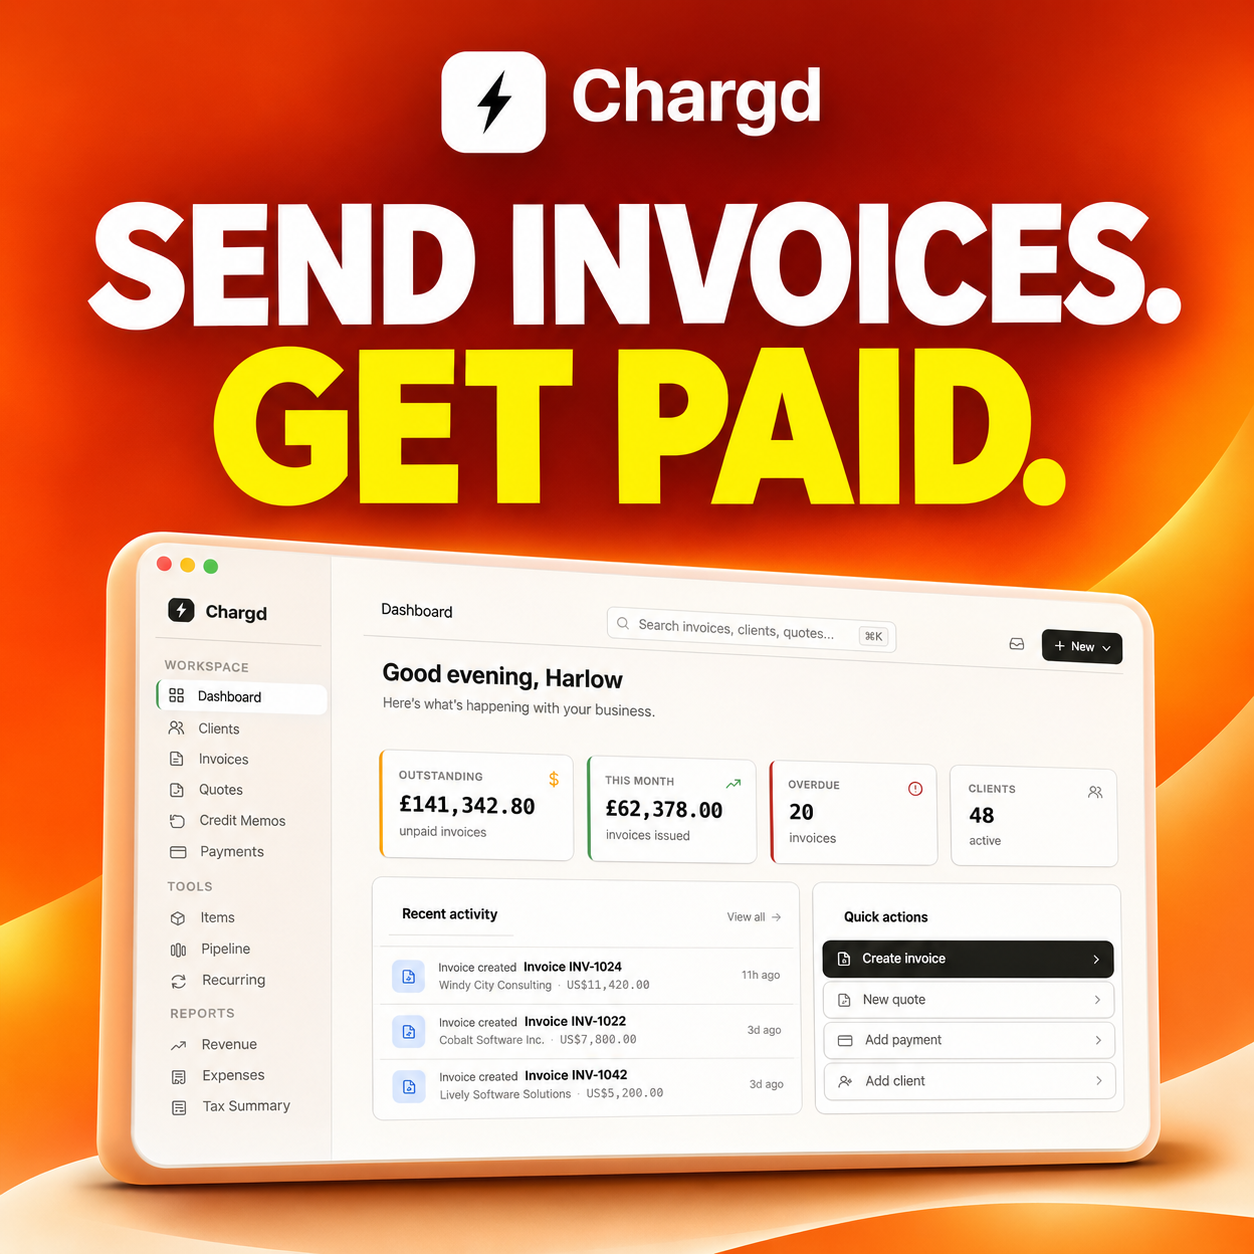 Chargd
SEND INVOICES.
GET PAID.
Chargd
WORKSPACE
Dashboard
Clients
Invoices
Quotes
Credit Memos
Payments
TOOLS
Items
Pipeline
Recurring
REPORTS
Revenue
Expenses
Tax Summary
Dashboard
Search invoices, clients, quotes...
⌘K
+ New
Good evening, Harlow
Here's what's happening with your business.
OUTSTANDING
$
£141,342.80
unpaid invoices
THIS MONTH
£62,378.00
invoices issued
OVERDUE
20
invoices
CLIENTS
48
active
Recent activity
View all →
Invoice created Invoice INV-1024
Windy City Consulting · US$11,420.00
11h ago
Invoice created Invoice INV-1022
Cobalt Software Inc. · US$7,800.00
3d ago
Invoice created Invoice INV-1042
Lively Software Solutions · US$5,200.00
3d ago
Quick actions
Create invoice
New quote
Add payment
Add client